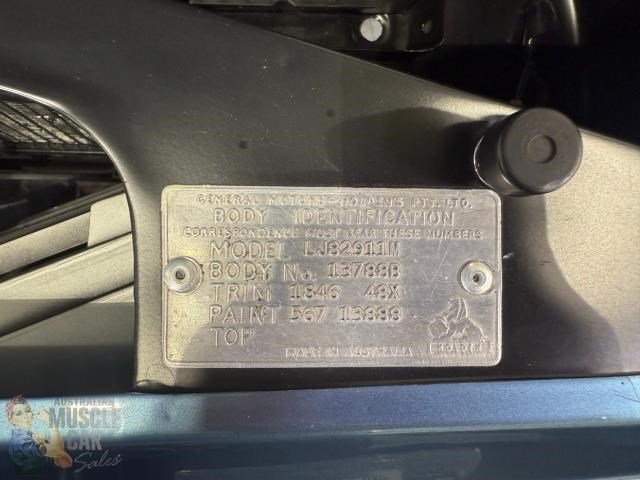 GENERAL MOTORS-HOLDEN'S PTY. LTD.
BODY IDENTIFICATION
CORRESPONDENCE MUST BEAR THESE NUMBERS
MODEL LJ82911M
BODY No. 13788B
TRIM 1846 48X
PAINT 567 13888
TOP
MADE IN AUSTRALIA
HOLDEN
AUSTRALIAN
MUSCLE
CAR
Sales